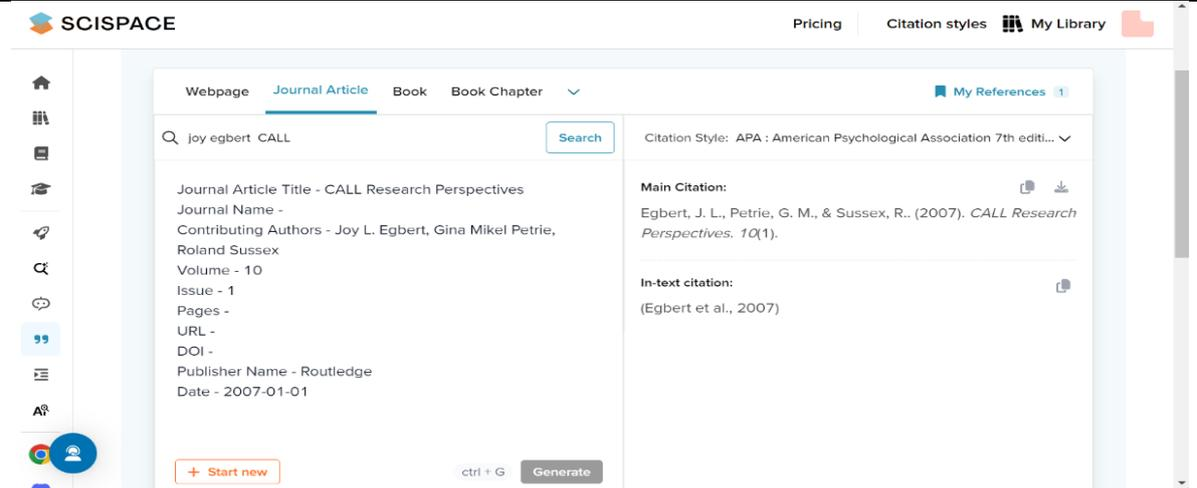 SCISPACE
Pricing Citation styles My Library
Webpage Journal Article Book Book Chapter My References 1
joy egbert CALL Search
Citation Style: APA : American Psychological Association 7th editi...
Journal Article Title - CALL Research Perspectives
Journal Name -
Contributing Authors - Joy L. Egbert, Gina Mikel Petrie,
Roland Sussex
Volume - 10
Issue - 1
Pages -
URL -
DOI -
Publisher Name - Routledge
Date - 2007-01-01
+ Start new ctrl + G Generate
Main Citation:
Egbert, J. L., Petrie, G. M., & Sussex, R.. (2007). CALL Research
Perspectives. 10(1).
In-text citation:
(Egbert et al., 2007)